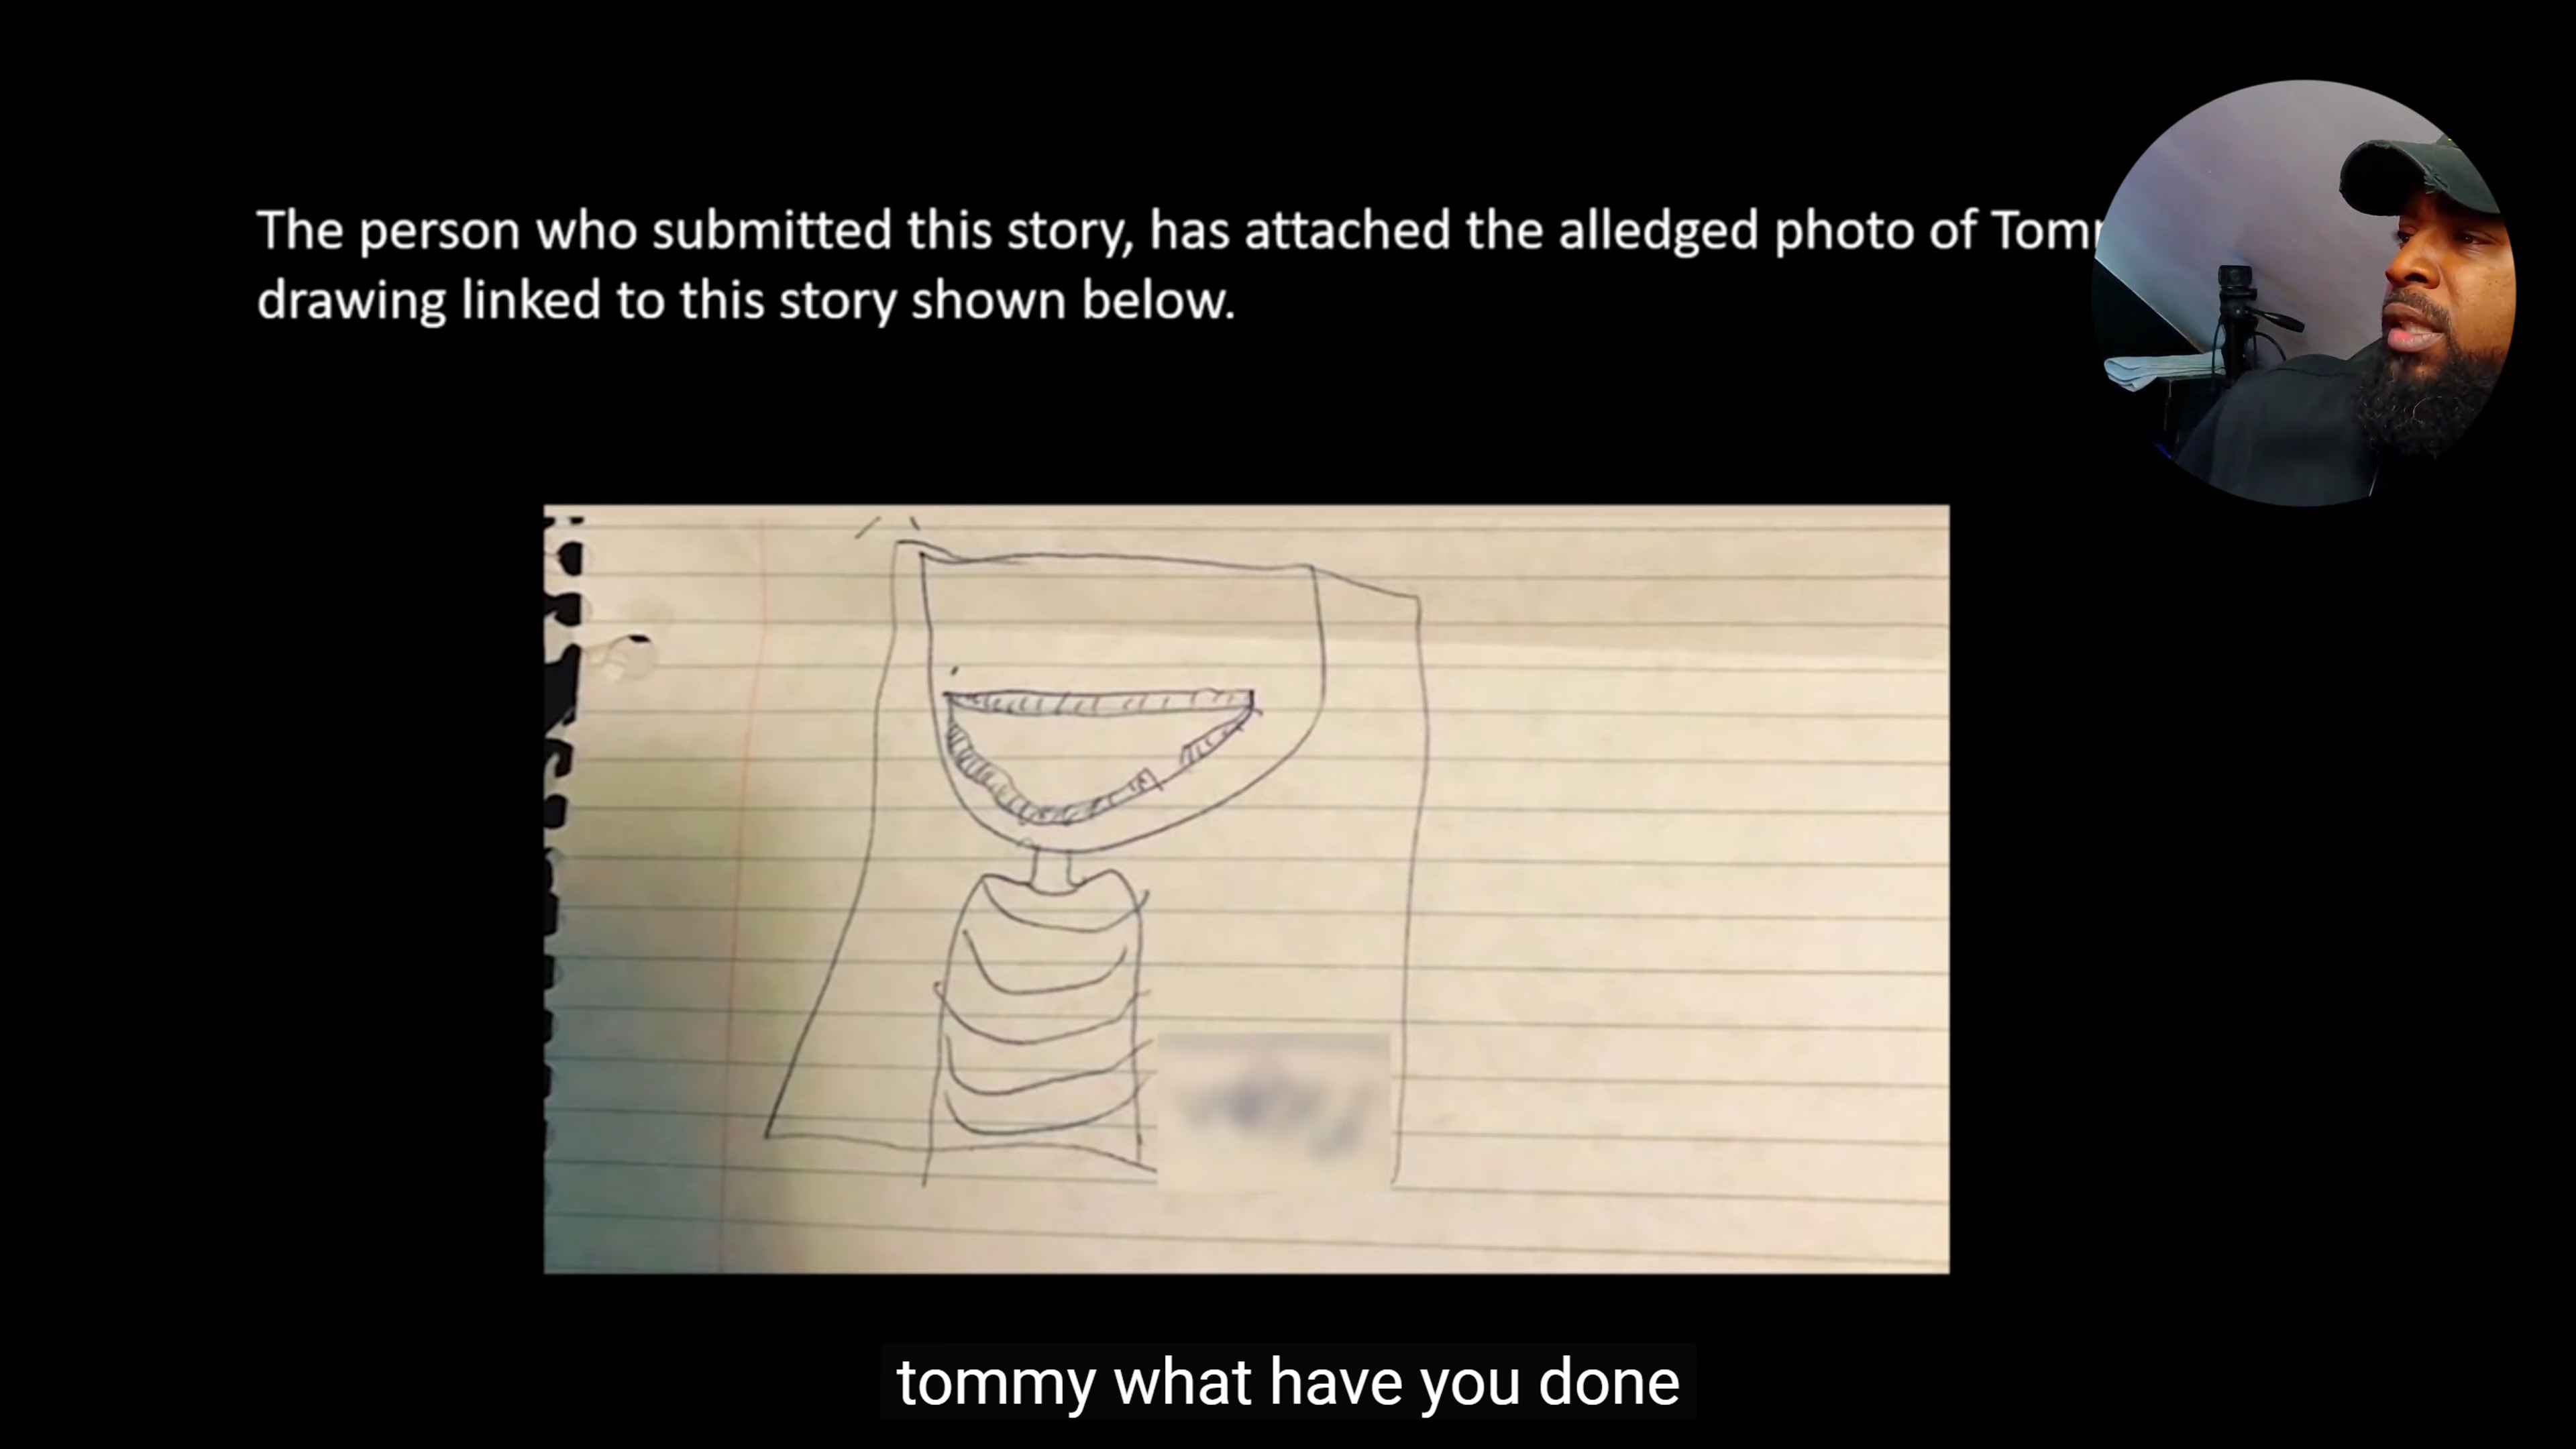 The person who submitted this story, has attached the alledged photo of
drawing linked to this story shown below.
tommy what have you done